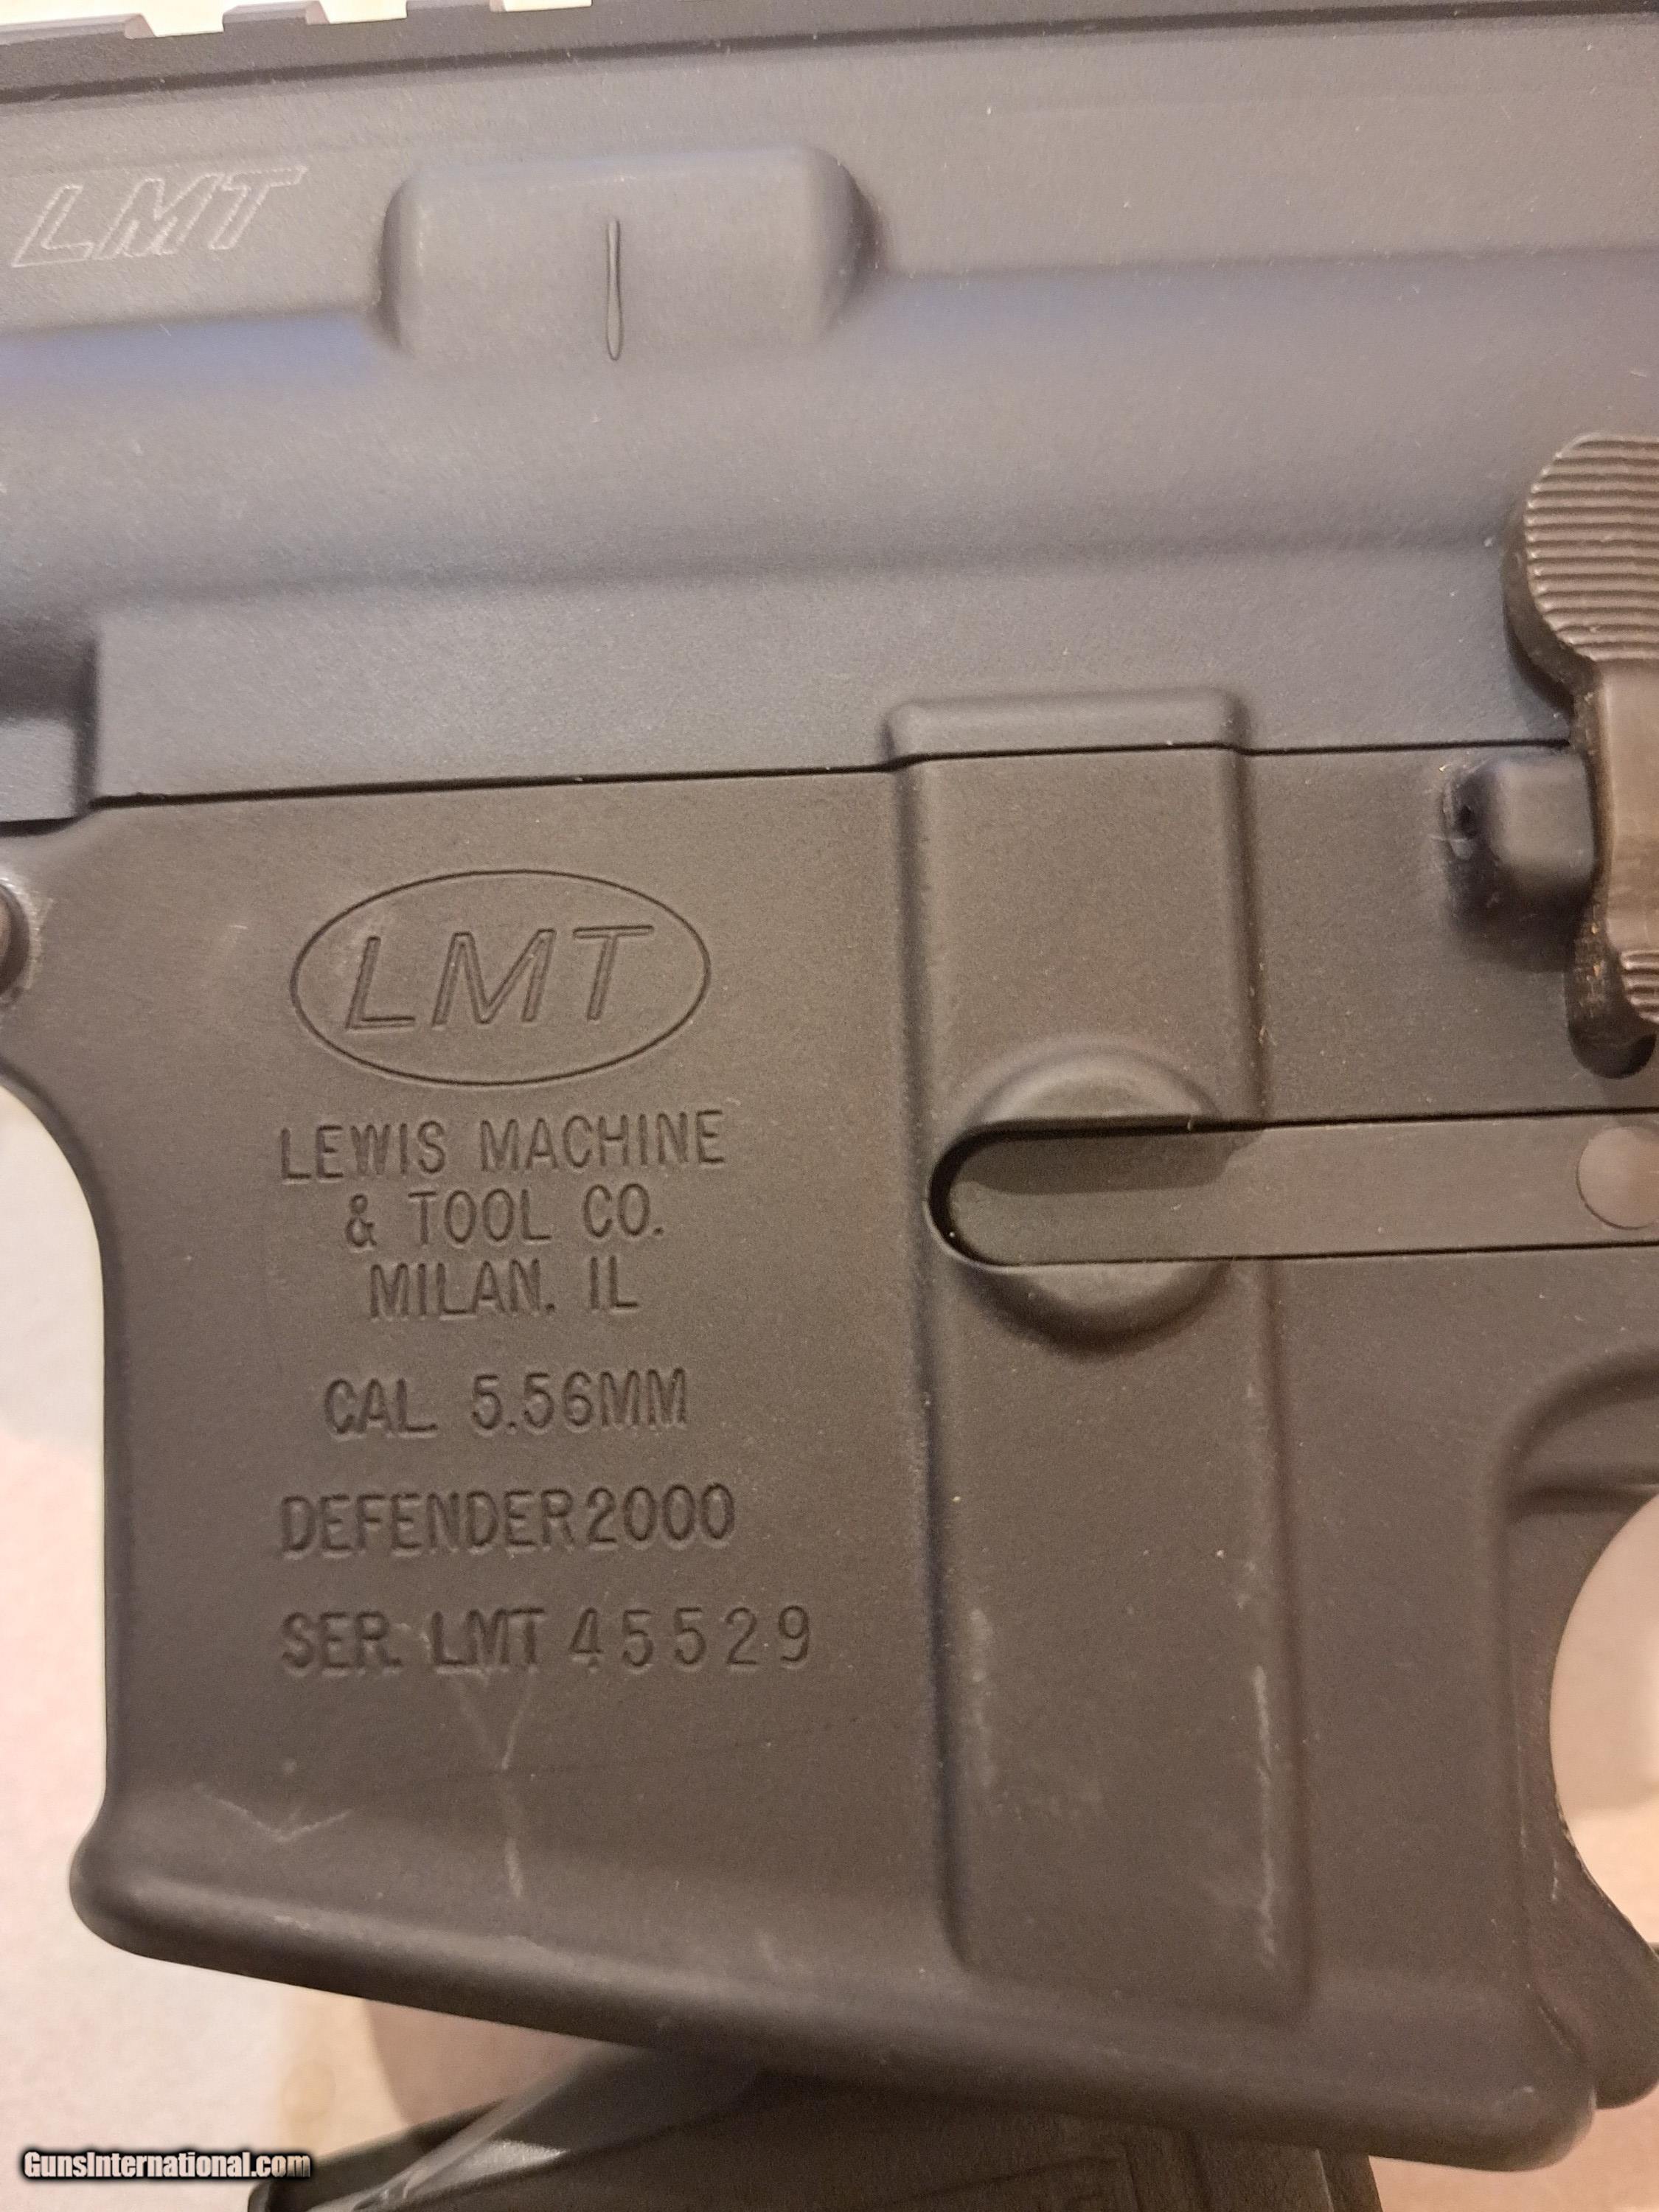 LMT
LMT
LEWIS MACHINE
& TOOL CO.
MILAN, IL
CAL 5.56MM
DEFENDER2000
SER. LMT 45529
GunsInternational.com